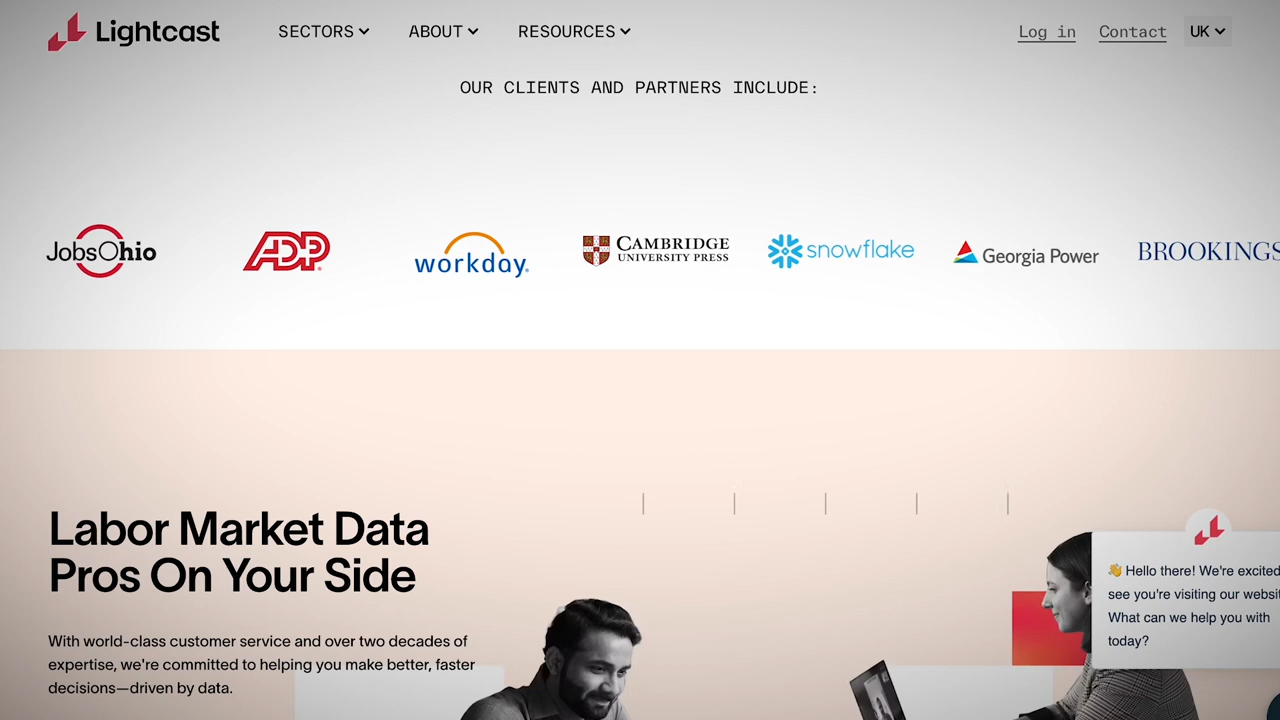 Lightcast
SECTORS ABOUT RESOURCES
Log in Contact UK
OUR CLIENTS AND PARTNERS INCLUDE:
JobsOhio
ADP
workday.
CAMBRIDGE
UNIVERSITY PRESS
snowflake
Georgia Power
BROOKINGS
Labor Market Data
Pros On Your Side
With world-class customer service and over two decades of
expertise, we're committed to helping you make better, faster
decisions—driven by data.
👋 Hello there! We're excited
see you're visiting our websi
What can we help you with
today?